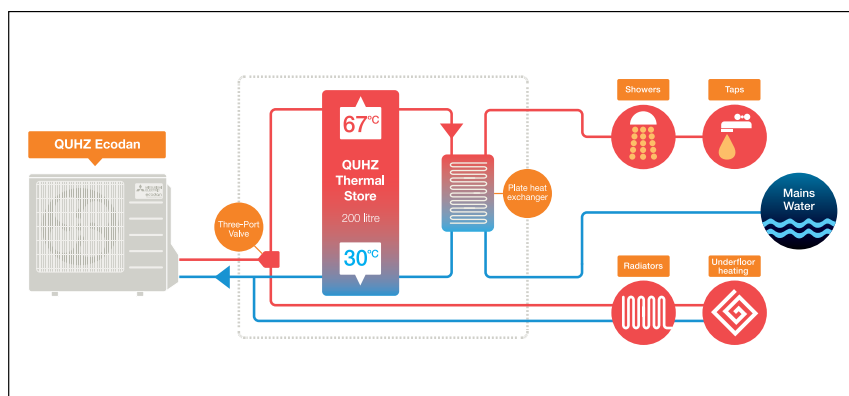 QUHZ Ecodan
Three-Port
Valve
67°C
QUHZ
Thermal
Store
200 litre
30°C
Plate heat
exchanger
Showers
Taps
Mains
Water
Radiators
Underfloor
heating